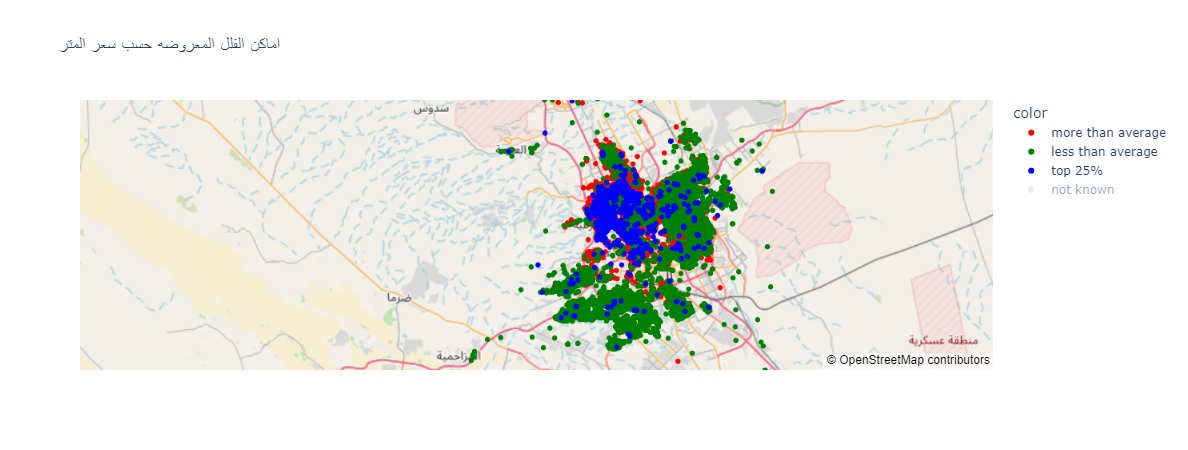 اماكن الفلل المعروضه حسب سعر المتر
سدوس
ضرما
المزاحمية
منطقة عسكرية
© OpenStreetMap contributors
color
more than average
less than average
top 25%
not known